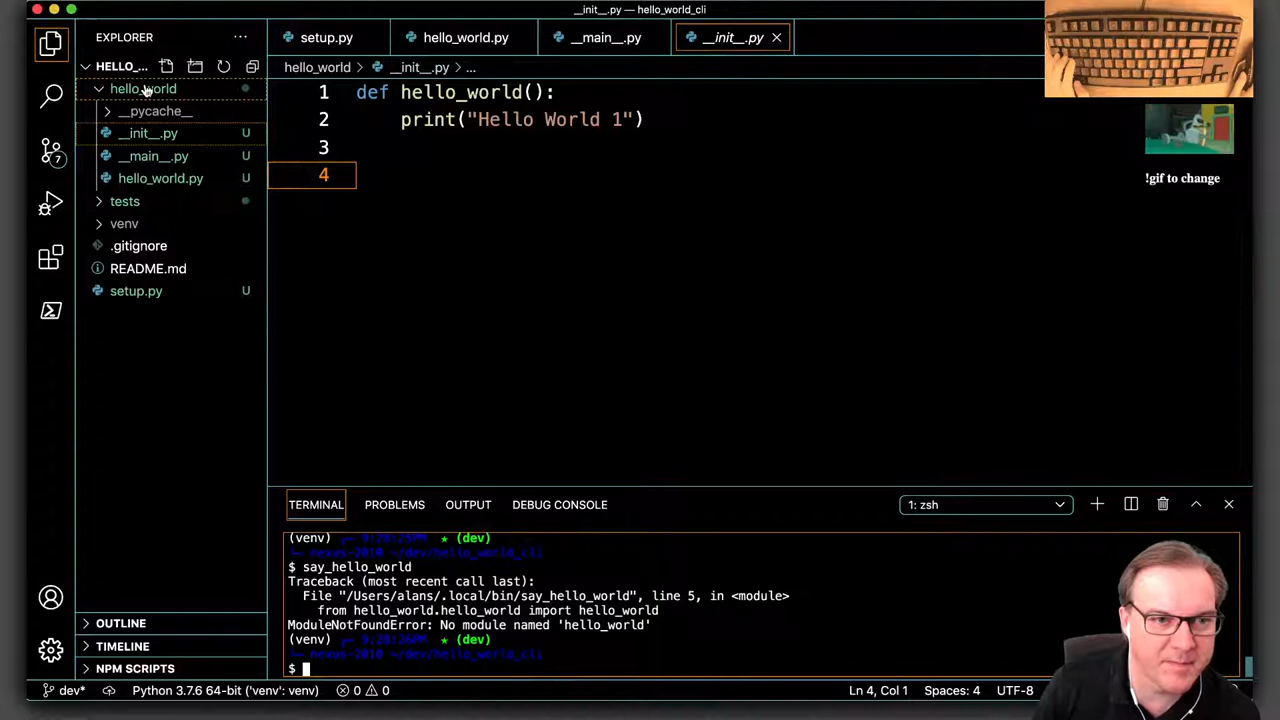 __init__.py — hello_world_cli
EXPLORER
HELLO_...
hello_world
__pycache__
__init__.py U
__main__.py U
hello_world.py U
tests
venv
.gitignore
README.md
setup.py U
OUTLINE
TIMELINE
NPM SCRIPTS
7
setup.py hello_world.py __main__.py __init__.py
hello_world > __init__.py > ...
1 def hello_world():
2 print("Hello World 1")
3
4
!gif to change
TERMINAL PROBLEMS OUTPUT DEBUG CONSOLE 1: zsh
(venv) 9:28:25PM ★ (dev)
nexus-2010 ~/dev/hello_world_cli
$ say_hello_world
Traceback (most recent call last):
File "/Users/alans/.local/bin/say_hello_world", line 5, in <module>
from hello_world.hello_world import hello_world
ModuleNotFoundError: No module named 'hello_world'
(venv) 9:28:26PM ★ (dev)
nexus-2010 ~/dev/hello_world_cli
$
dev* Python 3.7.6 64-bit ('venv': venv) 0 0 Ln 4, Col 1 Spaces: 4 UTF-8